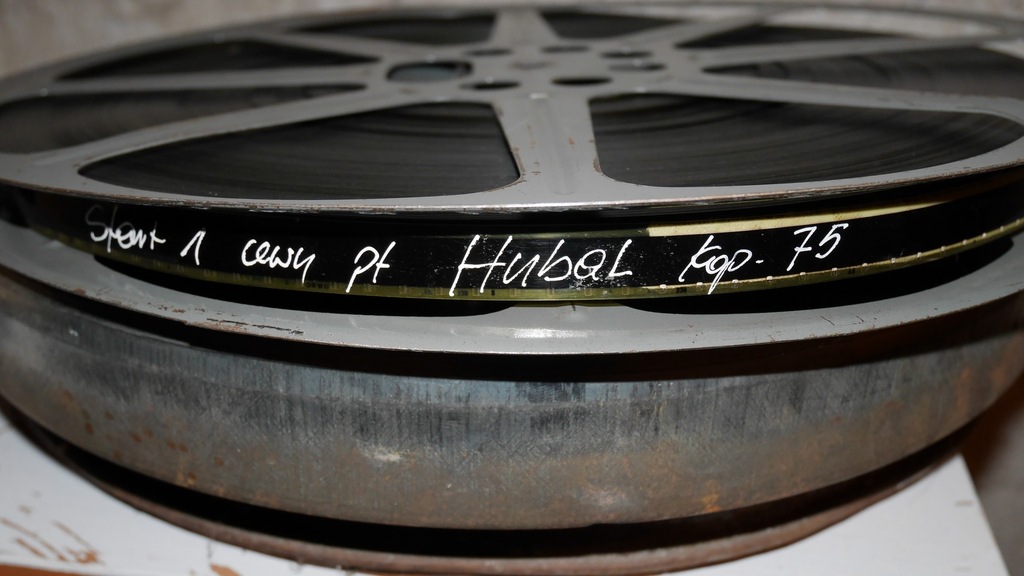 Start 1 cewy pt Hubal kop. 75